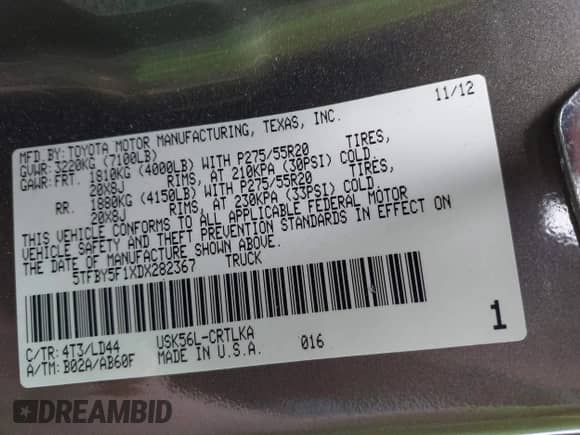 11/12
MFD.BY:TOYOTA MOTOR MANUFACTURING, TEXAS, INC.
GVWR:3220KG (7100LB)
GAWR:FRT. 1810KG (4000LB) WITH P275/55R20 TIRES,
20X8J RIMS, AT 210KPA (30PSI) COLD.
RR. 1880KG (4150LB) WITH P275/55R20 TIRES,
20X8J RIMS, AT 230KPA (33PSI) COLD.
THIS VEHICLE CONFORMS TO ALL APPLICABLE FEDERAL MOTOR
VEHICLE SAFETY AND THEFT PREVENTION STANDARDS IN EFFECT ON
THE DATE OF MANUFACTURE SHOWN ABOVE.
5TFBY5F1XDX282367 TRUCK
C/TR:4T3/LD44 USK56L-CRTLKA
A/TM:B02A/AB60F MADE IN U.S.A. 016
1
DREAMBID